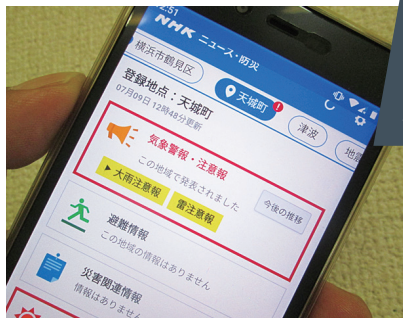 12:51
NHK ニュース・防災
横浜市鶴見区
天城町
!
津波
地震
登録地点：天城町
07月09日 12時48分更新
気象警報・注意報
この地域で発表されました
今後の推移
▶大雨注意報
雷注意報
避難情報
この地域の情報はありません
災害関連情報
情報はありません